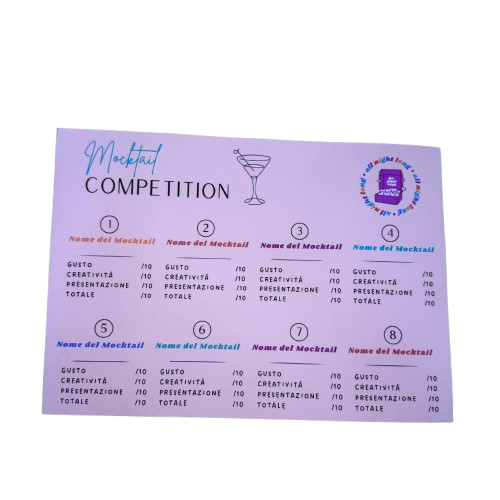 Mocktail
COMPETITION
all night long • all night long • all night long •
1 2 3 4
Nome del Mocktail Nome del Mocktail Nome del Mocktail Nome del Mocktail
GUSTO /10 GUSTO /10 GUSTO /10 GUSTO /10
CREATIVITÀ /10 CREATIVITÀ /10 CREATIVITÀ /10 CREATIVITÀ /10
PRESENTAZIONE /10 PRESENTAZIONE /10 PRESENTAZIONE /10 PRESENTAZIONE /10
TOTALE /10 TOTALE /10 TOTALE /10 TOTALE /10
5 6 7 8
Nome del Mocktail Nome del Mocktail Nome del Mocktail Nome del Mocktail
GUSTO /10 GUSTO /10 GUSTO /10 GUSTO /10
CREATIVITÀ /10 CREATIVITÀ /10 CREATIVITÀ /10 CREATIVITÀ /10
PRESENTAZIONE /10 PRESENTAZIONE /10 PRESENTAZIONE /10 PRESENTAZIONE /10
TOTALE /10 TOTALE /10 TOTALE /10 TOTALE /10